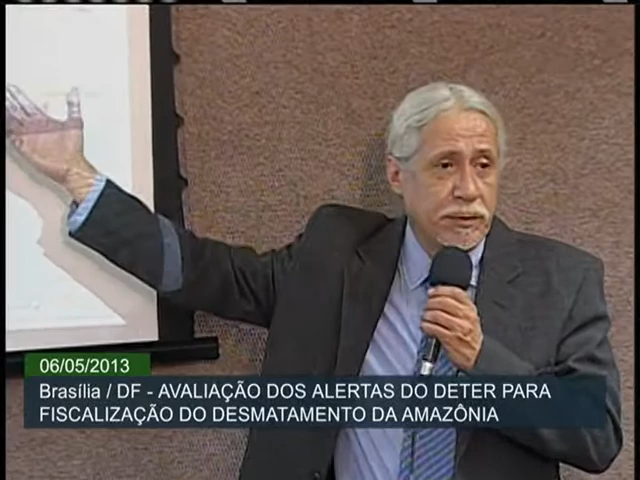 06/05/2013
Brasília / DF - AVALIAÇÃO DOS ALERTAS DO DETER PARA
FISCALIZAÇÃO DO DESMATAMENTO DA AMAZÔNIA